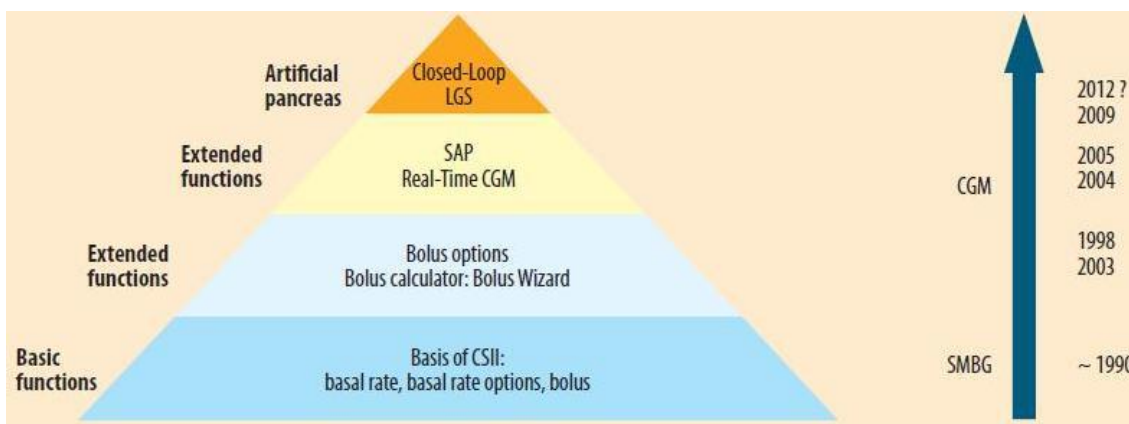 Artificial
pancreas
Closed-Loop
LGS
2012 ?
2009
Extended
functions
SAP
Real-Time CGM
CGM
2005
2004
Extended
functions
Bolus options
Bolus calculator: Bolus Wizard
1998
2003
Basic
functions
Basis of CSII:
basal rate, basal rate options, bolus
SMBG
~ 1990